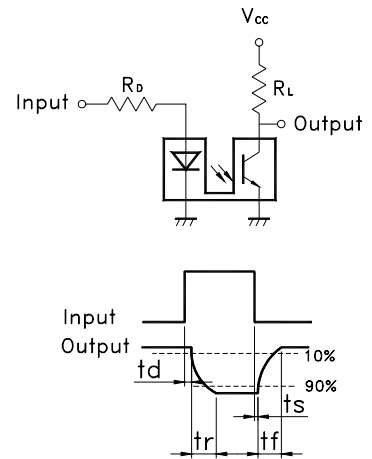 Vcc
RD
RL
Input
Output
Input
Output
10%
td
90%
ts
tr
tf